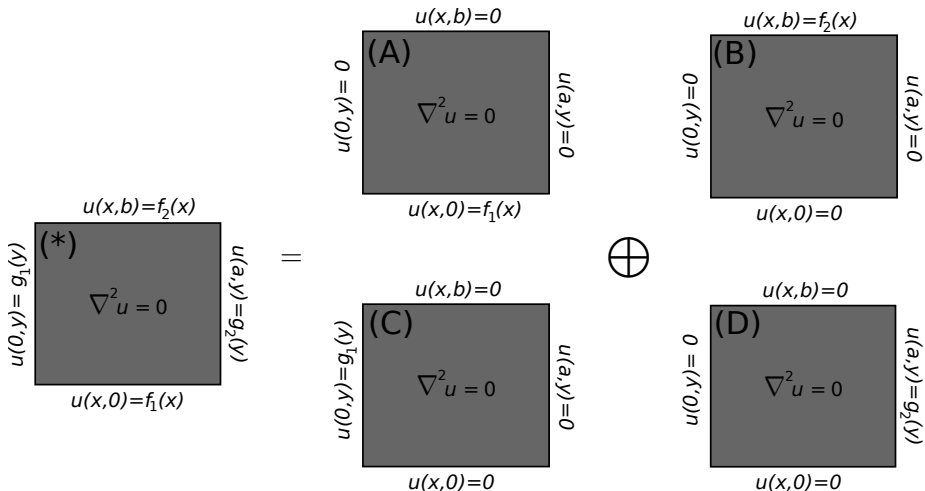 u(x,b)=0
(A)
u(0,y) = 0
∇²u = 0
u(a,y)=0
u(x,0)=f₁(x)
u(x,b)=f₂(x)
(B)
u(0,y)=0
∇²u = 0
u(a,y)=0
u(x,0)=0
u(x,b)=f₂(x)
(*)
u(0,y)= g₁(y)
∇²u = 0
u(a,y)=g₂(y)
u(x,0)=f₁(x)
=
⊕
u(x,b)=0
(C)
u(0,y)=g₁(y)
∇²u = 0
u(a,y)=0
u(x,0)=0
u(x,b)=0
(D)
u(0,y)= 0
∇²u = 0
u(a,y)=g₂(y)
u(x,0)=0